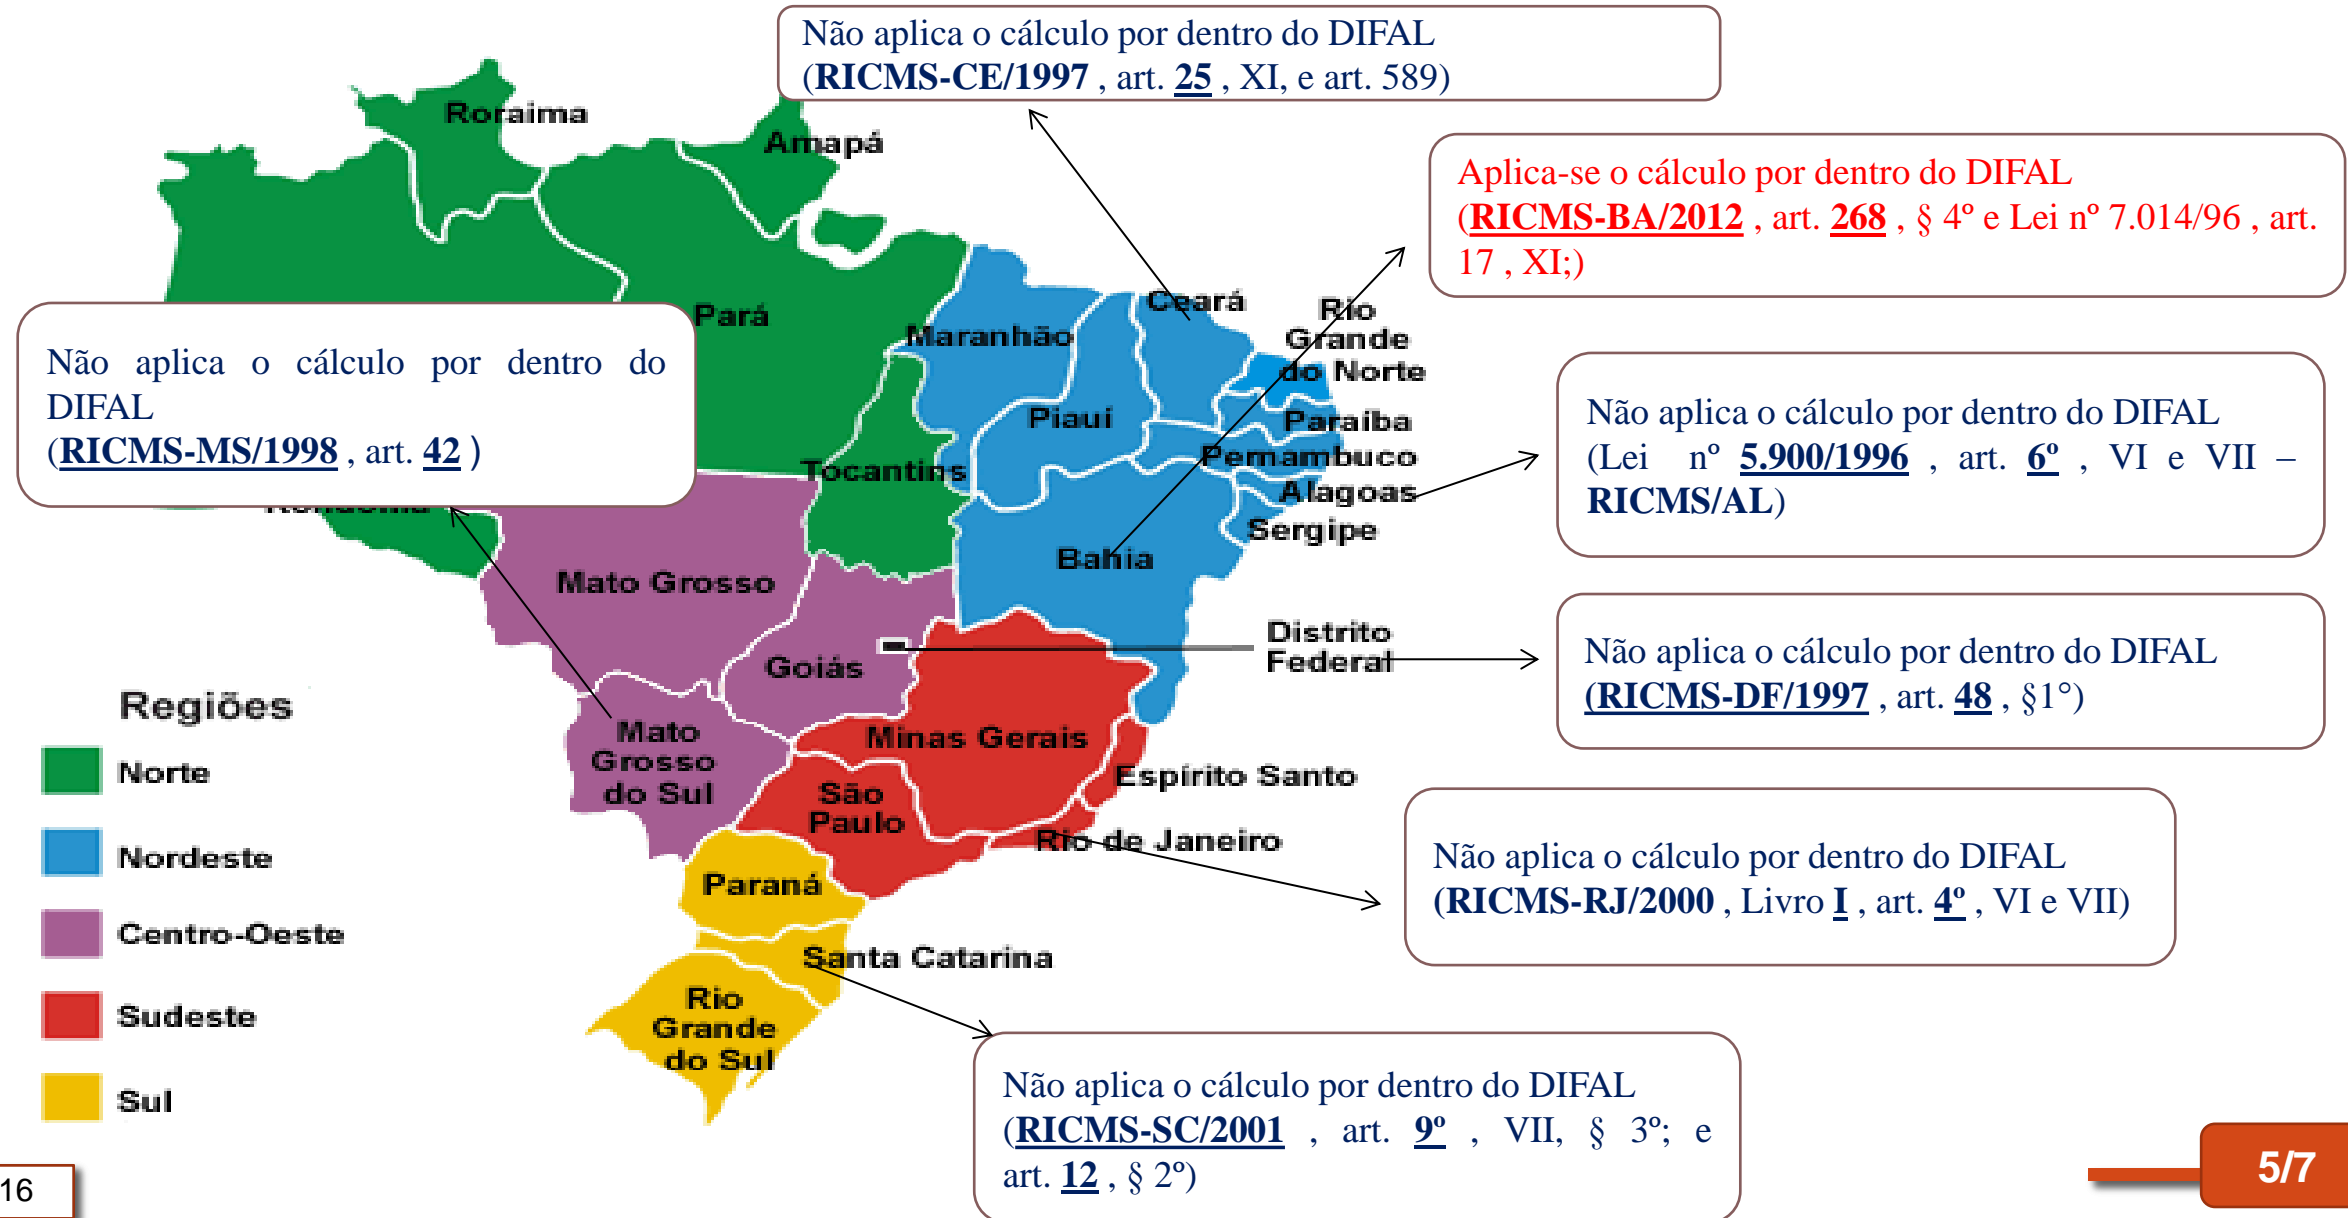 Não aplica o cálculo por dentro do DIFAL
(RICMS-CE/1997 , art. 25 , XI, e art. 589)
Roraima
Amapá
Aplica-se o cálculo por dentro do DIFAL
(RICMS-BA/2012 , art. 268 , § 4º e Lei nº 7.014/96 , art.
17 , XI;)
Pará
Maranhão
Ceará
Rio
Grande
do Norte
Piauí
Paraíba
Pernambuco
Tocantins
Alagoas
Sergipe
Bahia
Não aplica o cálculo por dentro do
DIFAL
(RICMS-MS/1998 , art. 42 )
Não aplica o cálculo por dentro do DIFAL
(Lei nº 5.900/1996 , art. 6º , VI e VII –
RICMS/AL)
Mato Grosso
Distrito
Federal
Goiás
Não aplica o cálculo por dentro do DIFAL
(RICMS-DF/1997 , art. 48 , §1°)
Mato
Grosso
do Sul
Minas Gerais
Espírito Santo
São
Paulo
Rio de Janeiro
Não aplica o cálculo por dentro do DIFAL
(RICMS-RJ/2000 , Livro I , art. 4º , VI e VII)
Paraná
Santa Catarina
Rio
Grande
do Sul
Não aplica o cálculo por dentro do DIFAL
(RICMS-SC/2001 , art. 9º , VII, § 3º; e
art. 12 , § 2º)
Regiões
Norte
Nordeste
Centro-Oeste
Sudeste
Sul
16
5/7